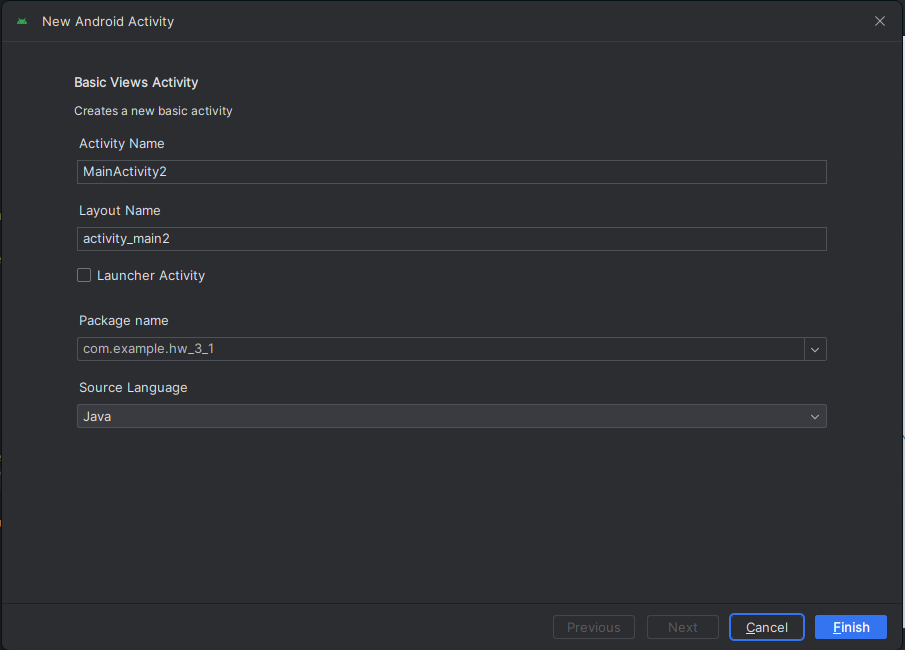 New Android Activity
Basic Views Activity
Creates a new basic activity
Activity Name
MainActivity2
Layout Name
activity_main2
Launcher Activity
Package name
com.example.hw_3_1
Source Language
Java
Previous Next Cancel Finish